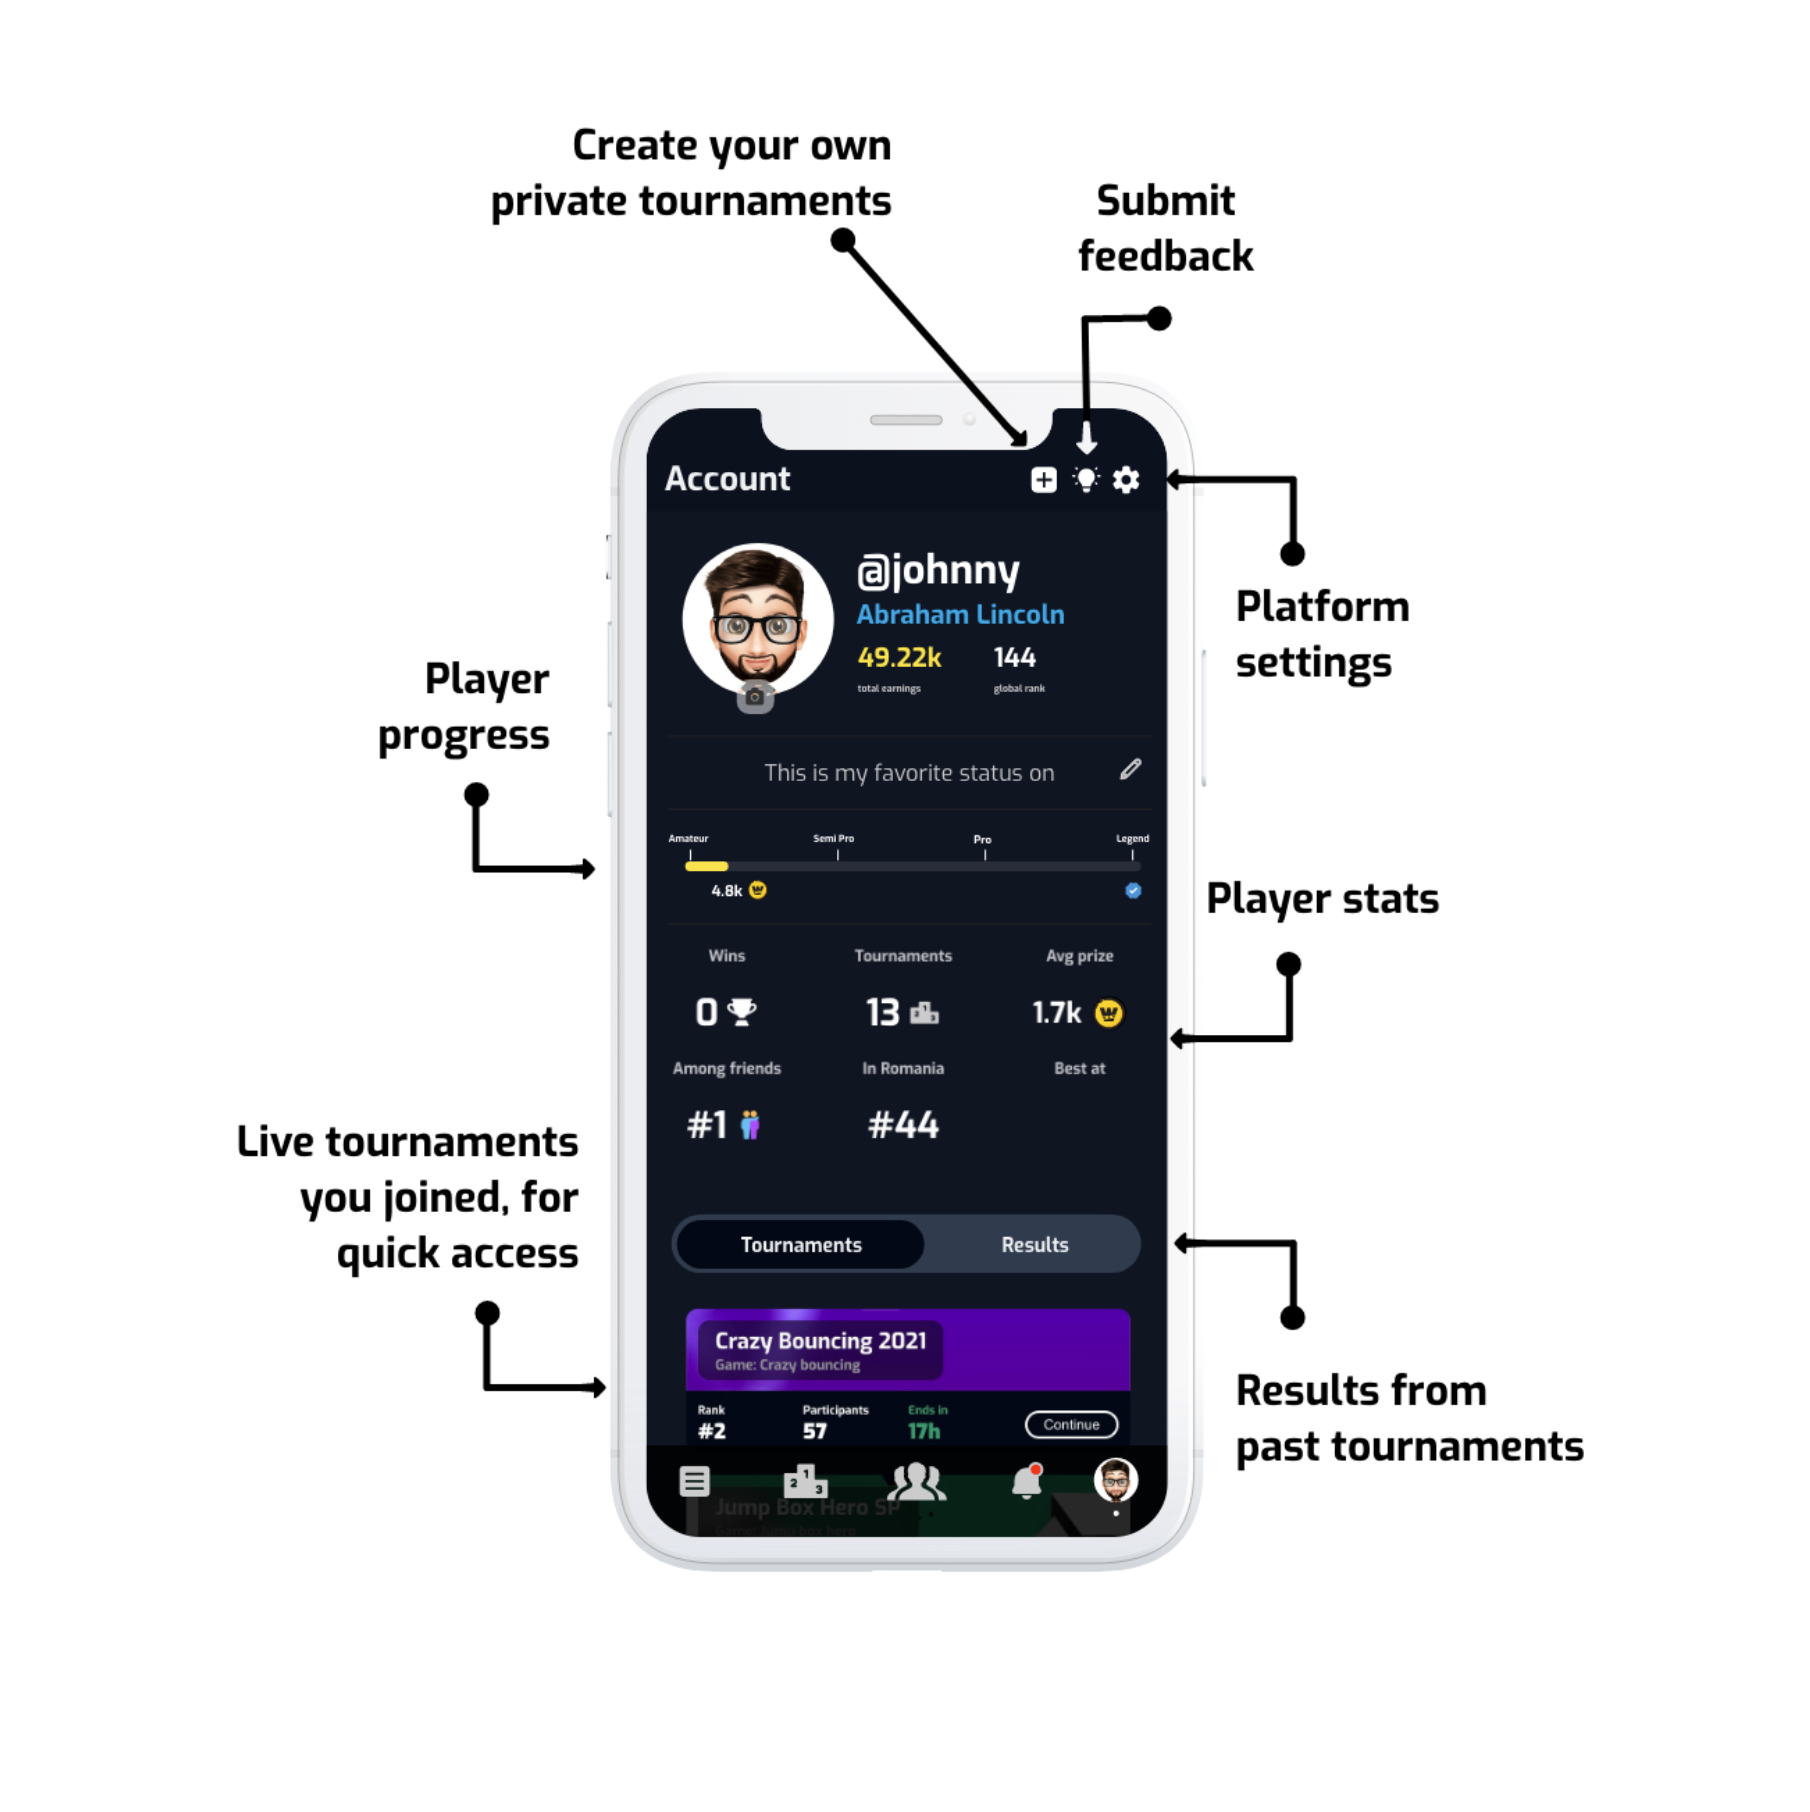 Create your own
private tournaments
Submit
feedback
Account
@johnny
Abraham Lincoln
49.22k
144
total earnings
global rank
Platform
settings
Player
progress
This is my favorite status on
Amateur
Semi Pro
Pro
Legend
4.8k
Player stats
Wins
Tournaments
Avg prize
0
13
1.7k
Among friends
In Romania
Best at
#1
#44
Live tournaments
you joined, for
quick access
Tournaments
Results
Crazy Bouncing 2021
Game: Crazy bouncing
Rank
Participants
Ends in
#2
57
17h
Continue
Results from
past tournaments
1
2
3
Jump Box Hero SP
Game: Jump box hero